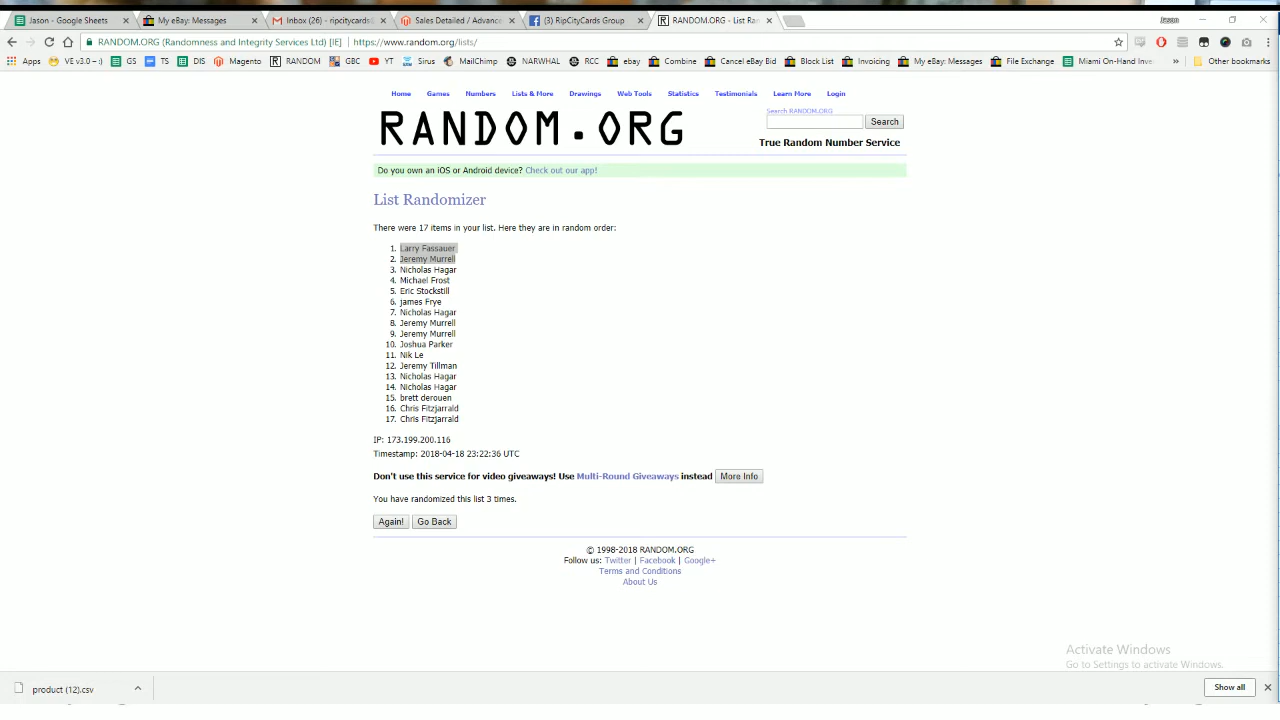 Jason - Google Sheets
My eBay: Messages
Inbox (26) - ripcitycards
Sales Detailed / Advance
(3) RipCityCards Group
RANDOM.ORG - List Ran
Jason
RANDOM.ORG (Randomness and Integrity Services Ltd) [IE] | https://www.random.org/lists/
Apps VE v3.0 :-) GS TS DIS Magento RANDOM GBC YT Sirus MailChimp NARWHAL RCC ebay Combine Cancel eBay Bid Block List Invoicing My eBay: Messages File Exchange Miami On-Hand Inve » Other bookmarks
Home Games Numbers Lists & More Drawings Web Tools Statistics Testimonials Learn More Login
RANDOM.ORG
Search RANDOM.ORG
Search
True Random Number Service
Do you own an iOS or Android device? Check out our app!
List Randomizer
There were 17 items in your list. Here they are in random order:
1. Larry Fassauer
2. Jeremy Murrell
3. Nicholas Hagar
4. Michael Frost
5. Eric Stockstill
6. james Frye
7. Nicholas Hagar
8. Jeremy Murrell
9. Jeremy Murrell
10. Joshua Parker
11. Nik Le
12. Jeremy Tillman
13. Nicholas Hagar
14. Nicholas Hagar
15. brett derouen
16. Chris Fitzjarrald
17. Chris Fitzjarrald
IP: 173.199.200.116
Timestamp: 2018-04-18 23:22:36 UTC
Don't use this service for video giveaways! Use Multi-Round Giveaways instead More Info
You have randomized this list 3 times.
Again! Go Back
© 1998-2018 RANDOM.ORG
Follow us: Twitter | Facebook | Google+
Terms and Conditions
About Us
Activate Windows
Go to Settings to activate Windows.
product (12).csv
Show all